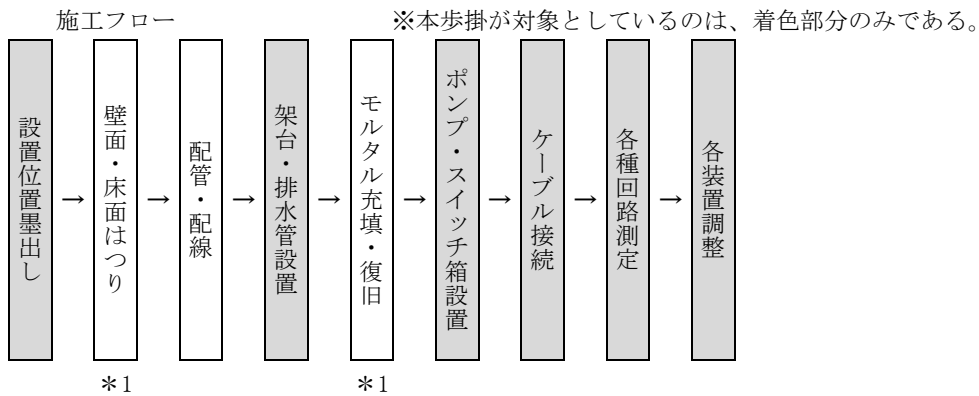 施工フロー
※本歩掛が対象としているのは、着色部分のみである。
設置位置墨出し
→
壁面・床面はつり
→
配管・配線
→
架台・排水管設置
→
モルタル充填・復旧
→
ポンプ・スイッチ箱設置
→
ケーブル接続
→
各種回路測定
→
各装置調整
＊1
＊1